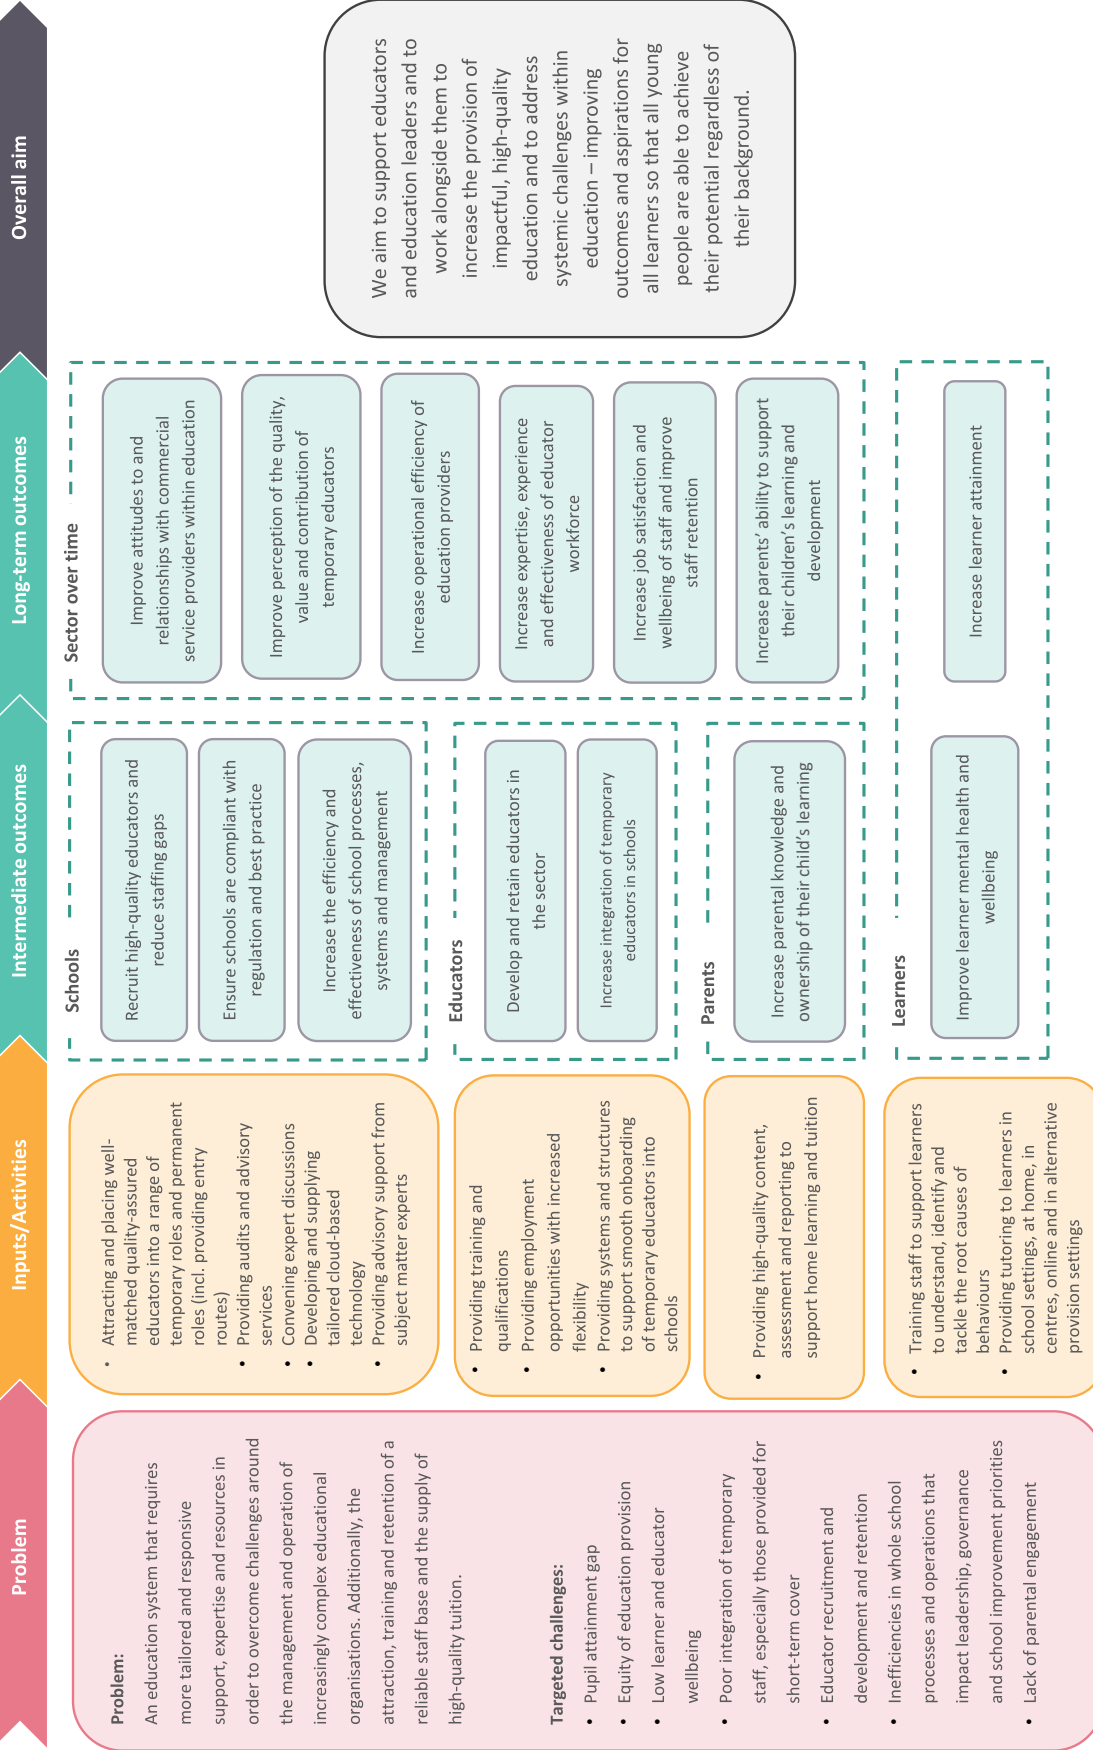 Problem
Inputs/Activities
Intermediate outcomes
Long-term outcomes
Overall aim
Problem:
An education system that requires
more tailored and responsive
support, expertise and resources in
order to overcome challenges around
the management and operation of
increasingly complex educational
organisations. Additionally, the
attraction, training and retention of a
reliable staff base and the supply of
high-quality tuition.
Targeted challenges:
• Pupil attainment gap
• Equity of education provision
• Low learner and educator
wellbeing
• Poor integration of temporary
staff, especially those provided for
short-term cover
• Educator recruitment and
development and retention
• Inefficiencies in whole school
processes and operations that
impact leadership, governance
and school improvement priorities
• Lack of parental engagement
• Attracting and placing well-
matched quality-assured
educators into a range of
temporary roles and permanent
roles (incl. providing entry
routes)
• Providing audits and advisory
services
• Convening expert discussions
• Developing and supplying
tailored cloud-based
technology
• Providing advisory support from
subject matter experts
• Providing training and
qualifications
• Providing employment
opportunities with increased
flexibility
• Providing systems and structures
to support smooth onboarding
of temporary educators into
schools
• Providing high-quality content,
assessment and reporting to
support home learning and tuition
• Training staff to support learners
to understand, identify and
tackle the root causes of
behaviours
• Providing tutoring to learners in
school settings, at home, in
centres, online and in alternative
provision settings
Schools
Recruit high-quality educators and
reduce staffing gaps
Ensure schools are compliant with
regulation and best practice
Increase the efficiency and
effectiveness of school processes,
systems and management
Educators
Develop and retain educators in
the sector
Increase integration of temporary
educators in schools
Parents
Increase parental knowledge and
ownership of their child's learning
Learners
Improve learner mental health and
wellbeing
Sector over time
Improve attitudes to and
relationships with commercial
service providers within education
Improve perception of the quality,
value and contribution of
temporary educators
Increase operational efficiency of
education providers
Increase expertise, experience
and effectiveness of educator
workforce
Increase job satisfaction and
wellbeing of staff and improve
staff retention
Increase parents' ability to support
their children's learning and
development
Increase learner attainment
We aim to support educators
and education leaders and to
work alongside them to
increase the provision of
impactful, high-quality
education and to address
systemic challenges within
education – improving
outcomes and aspirations for
all learners so that all young
people are able to achieve
their potential regardless of
their background.